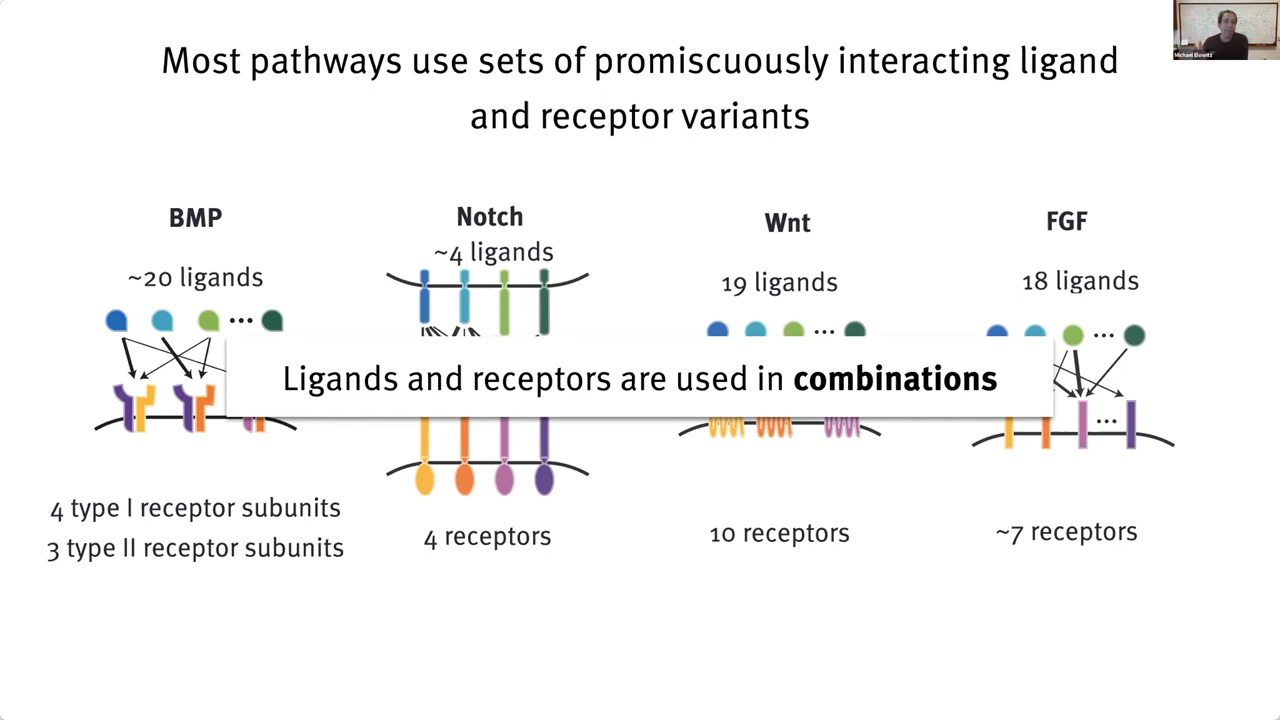 Most pathways use sets of promiscuously interacting ligand
and receptor variants
BMP
~20 ligands
4 type I receptor subunits
3 type II receptor subunits
Notch
~4 ligands
4 receptors
Wnt
19 ligands
10 receptors
FGF
18 ligands
~7 receptors
Ligands and receptors are used in combinations
Michael Elowitz